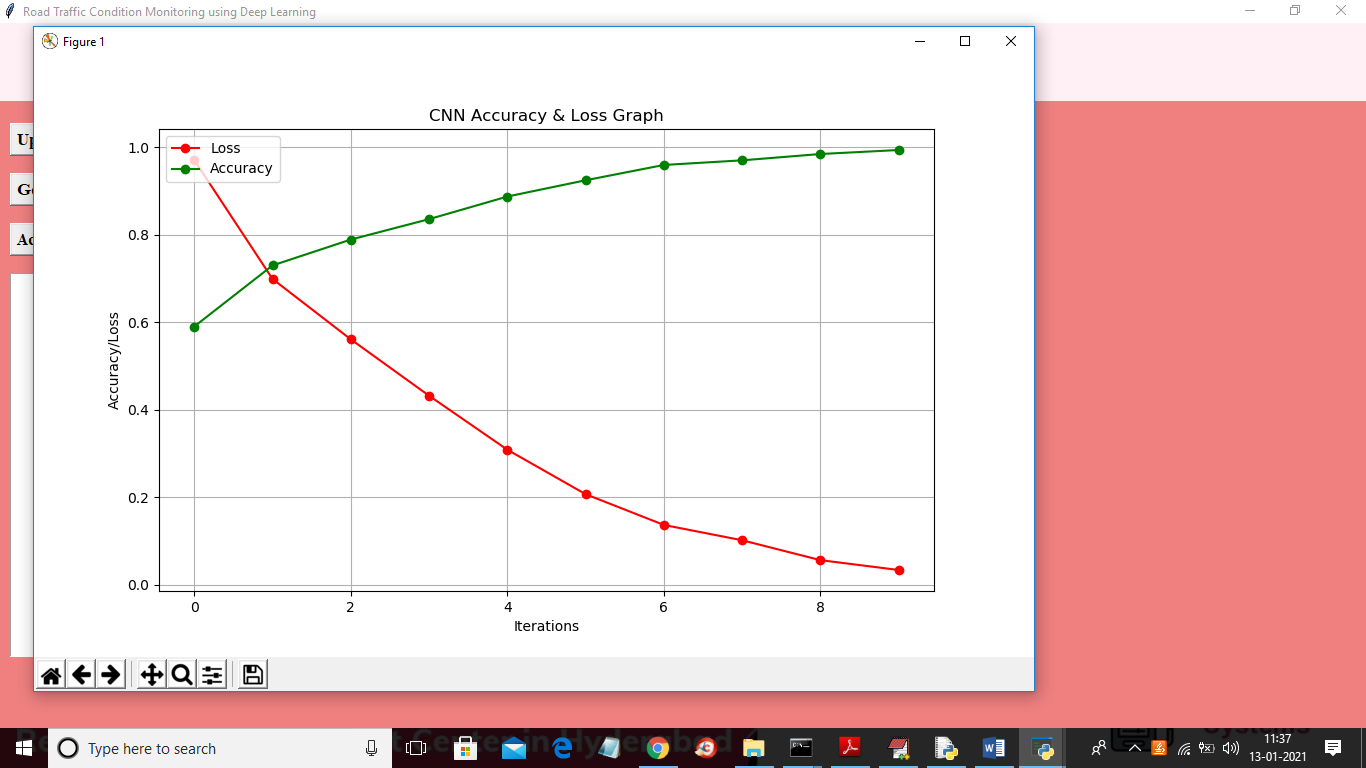 Road Traffic Condition Monitoring using Deep Learning
Figure 1
CNN Accuracy & Loss Graph
Loss
Accuracy
1.0
0.8
0.6
0.4
0.2
0.0
Accuracy/Loss
0 2 4 6 8
Iterations
Type here to search
11:37
13-01-2021